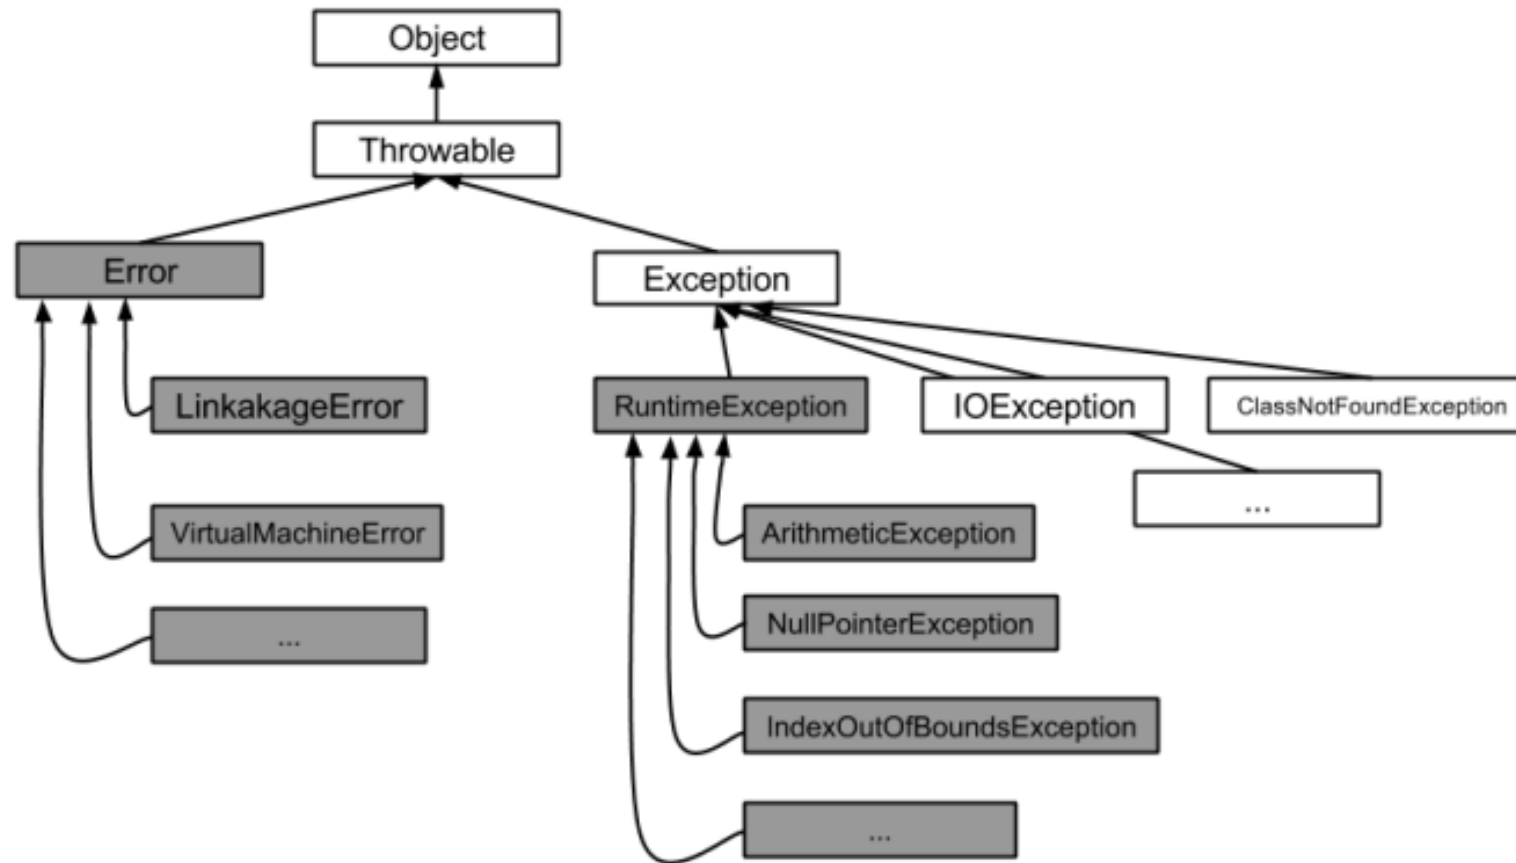 Object
Throwable
Error
Exception
LinkakageError
RuntimeException
IOException
ClassNotFoundException
...
VirtualMachineError
ArithmeticException
...
NullPointerException
IndexOutOfBoundsException
...